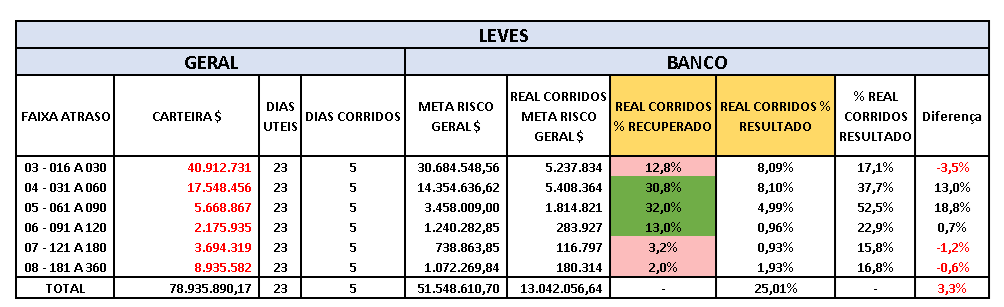 LEVES
GERAL BANCO
FAIXA ATRASO CARTEIRA $ DIAS UTEIS DIAS CORRIDOS META RISCO GERAL $ REAL CORRIDOS META RISCO GERAL $ REAL CORRIDOS % RECUPERADO REAL CORRIDOS % RESULTADO % REAL CORRIDOS RESULTADO Diferença
03 - 016 A 030 40.912.731 23 5 30.684.548,56 5.237.834 12,8% 8,09% 17,1% -3,5%
04 - 031 A 060 17.548.456 23 5 14.354.636,62 5.408.364 30,8% 8,10% 37,7% 13,0%
05 - 061 A 090 5.668.867 23 5 3.458.009,00 1.814.821 32,0% 4,99% 52,5% 18,8%
06 - 091 A 120 2.175.935 23 5 1.240.282,85 283.927 13,0% 0,96% 22,9% 0,7%
07 - 121 A 180 3.694.319 23 5 738.863,85 116.797 3,2% 0,93% 15,8% -1,2%
08 - 181 A 360 8.935.582 23 5 1.072.269,84 180.314 2,0% 1,93% 16,8% -0,6%
TOTAL 78.935.890,17 23 5 51.548.610,70 13.042.056,64 - 25,01% - 3,3%